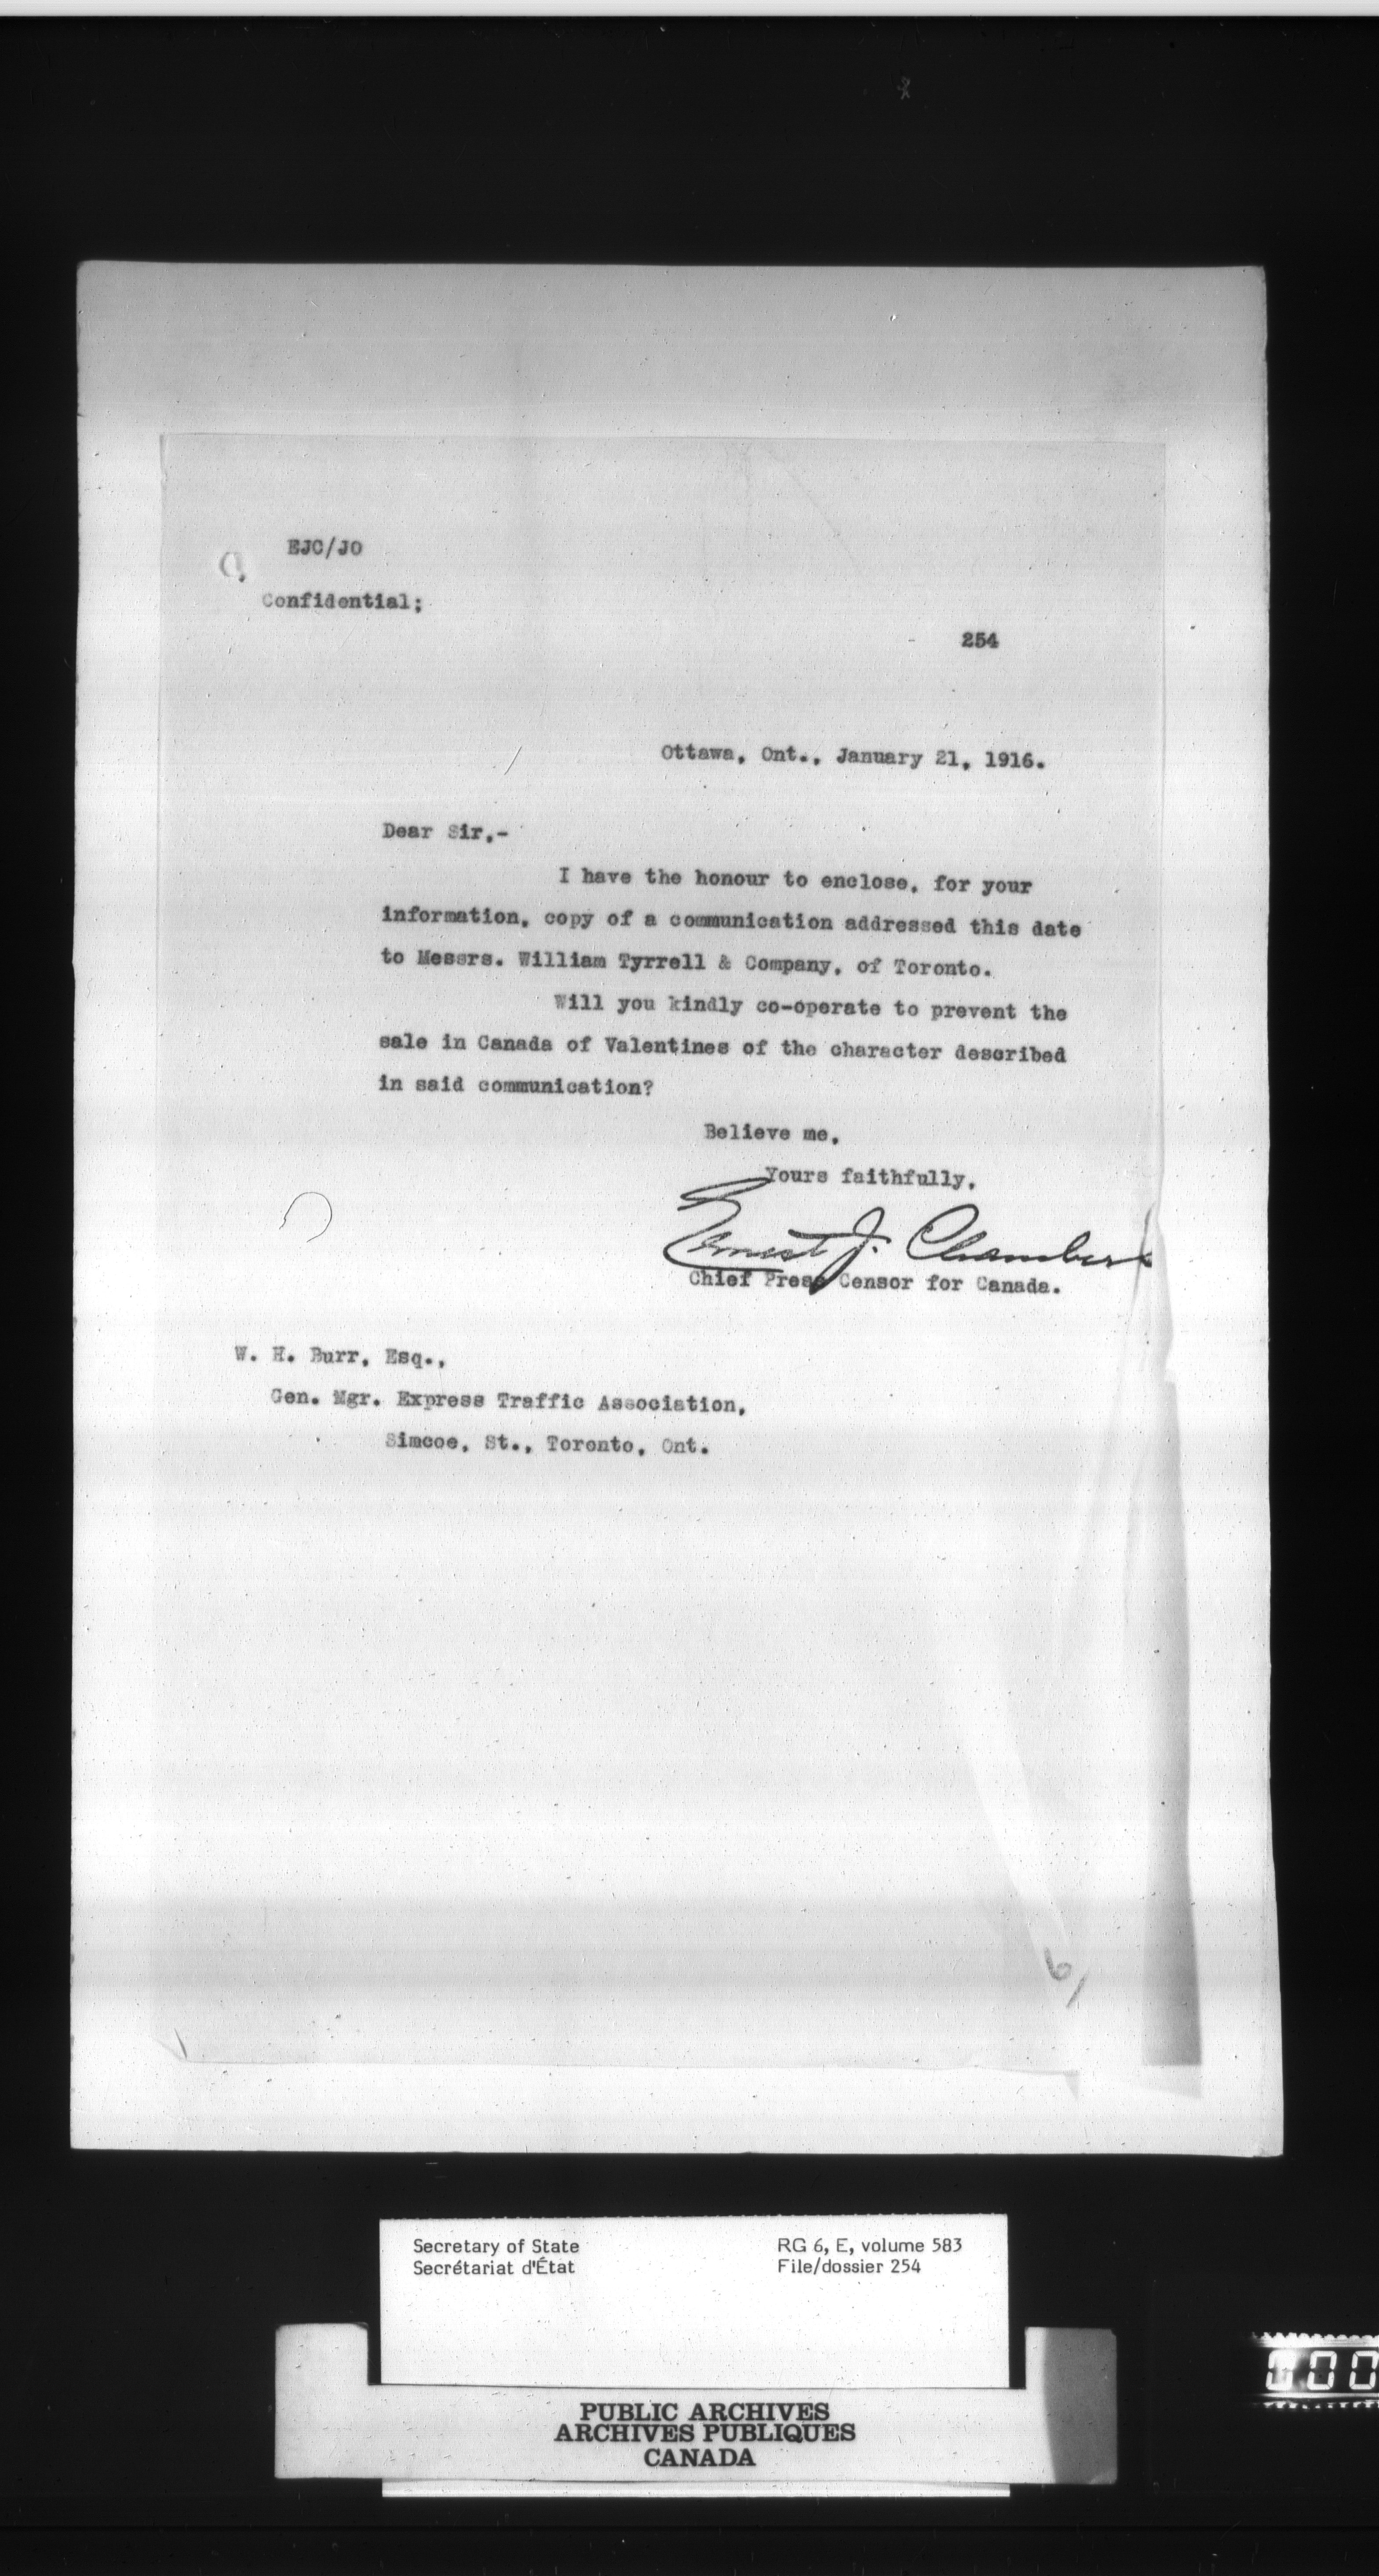 EJC/JO
Confidential;
254
Ottawa, Ont., January 21, 1916.
Dear Sir,-
I have the honour to enclose, for your
information, copy of a communication addressed this date
to Messrs. William Tyrrell & Company, of Toronto.
Will you kindly co-operate to prevent the
sale in Canada of Valentines of the character described
in said communication?
Believe me,
Yours faithfully,
Ernest J. Chambers
Chief Press Censor for Canada.
W. H. Burr, Esq.,
Gen. Mgr. Express Traffic Association,
Simcoe, St., Toronto, Ont.
Secretary of State
Secrétariat d'État
RG 6, E, volume 583
File/dossier 254
PUBLIC ARCHIVES
ARCHIVES PUBLIQUES
CANADA